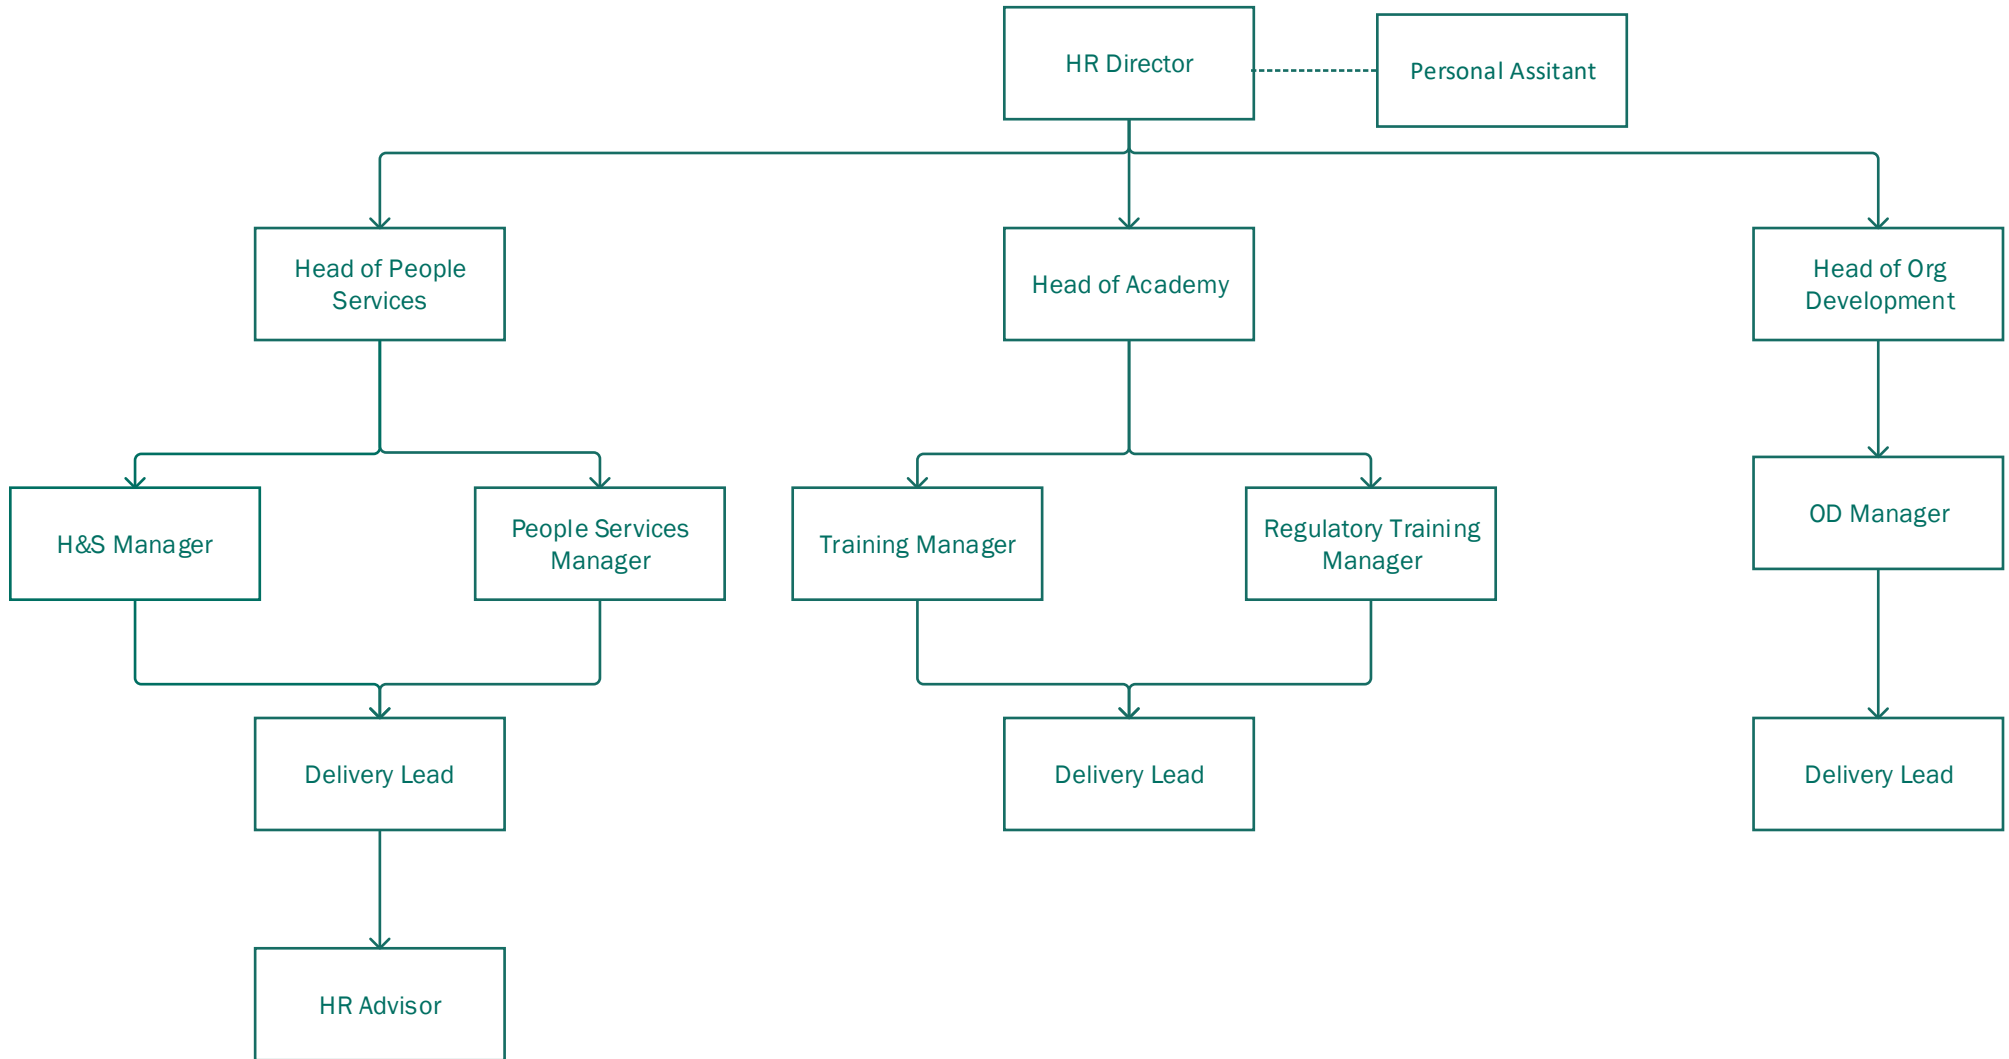 HR Director
Personal Assitant
Head of People
Services
Head of Academy
Head of Org
Development
H&S Manager
People Services
Manager
Training Manager
Regulatory Training
Manager
OD Manager
Delivery Lead
Delivery Lead
Delivery Lead
HR Advisor